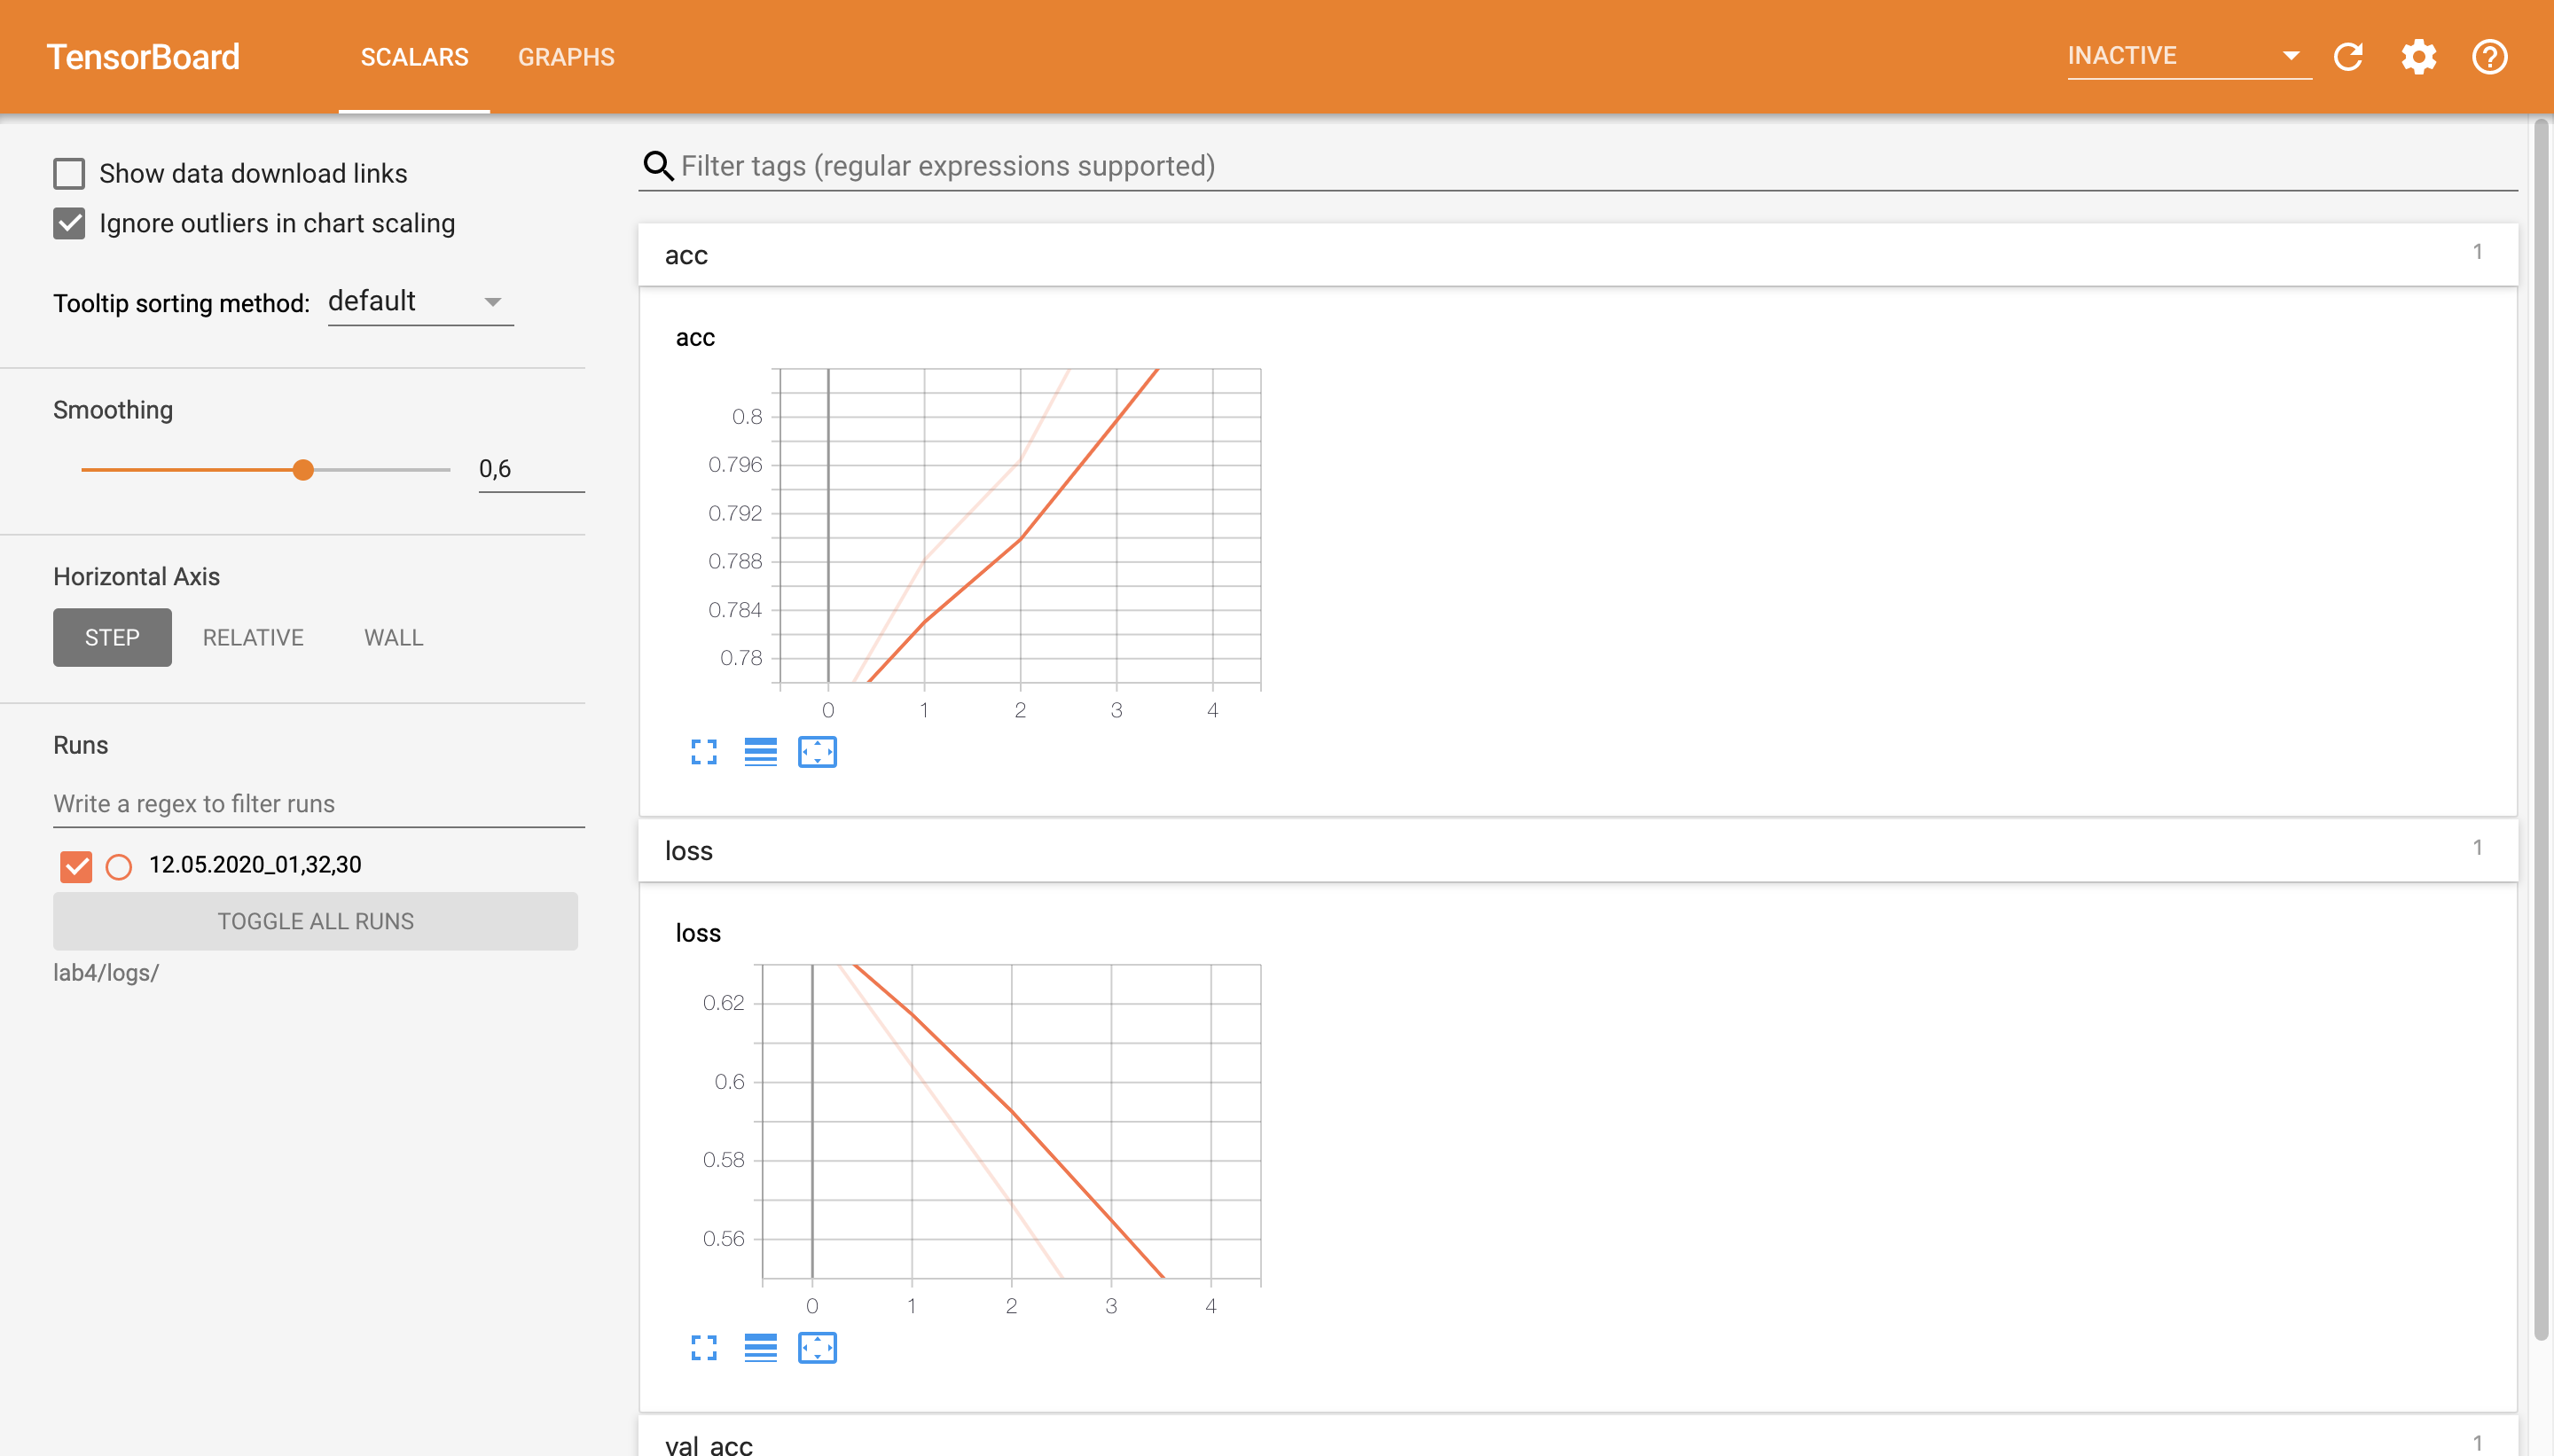 TensorBoard SCALARS GRAPHS INACTIVE
Show data download links
Ignore outliers in chart scaling
Tooltip sorting method: default
Smoothing
0,6
Horizontal Axis
STEP RELATIVE WALL
Runs
Write a regex to filter runs
12.05.2020_01,32,30
TOGGLE ALL RUNS
lab4/logs/
Filter tags (regular expressions supported)
acc 1
acc
0.8
0.796
0.792
0.788
0.784
0.78
0 1 2 3 4
loss 1
loss
0.62
0.6
0.58
0.56
0 1 2 3 4
val_acc 1